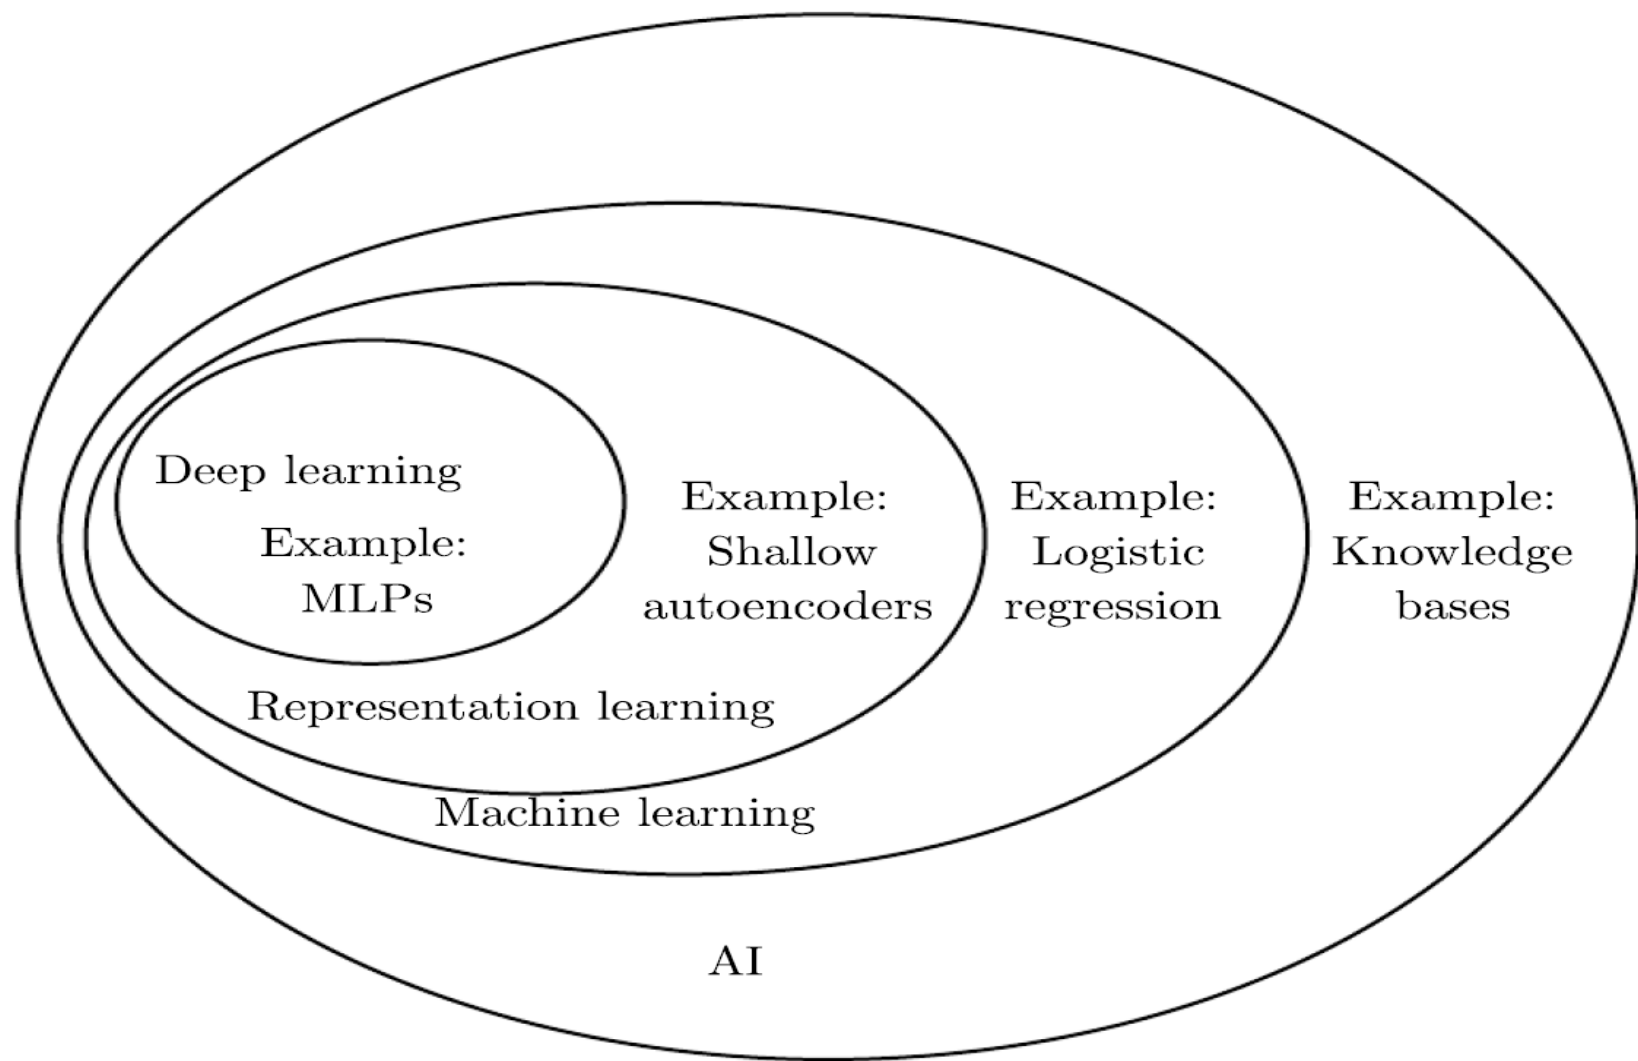 Deep learning
Example:
MLPs
Example:
Shallow
autoencoders
Example:
Logistic
regression
Example:
Knowledge
bases
Representation learning
Machine learning
AI